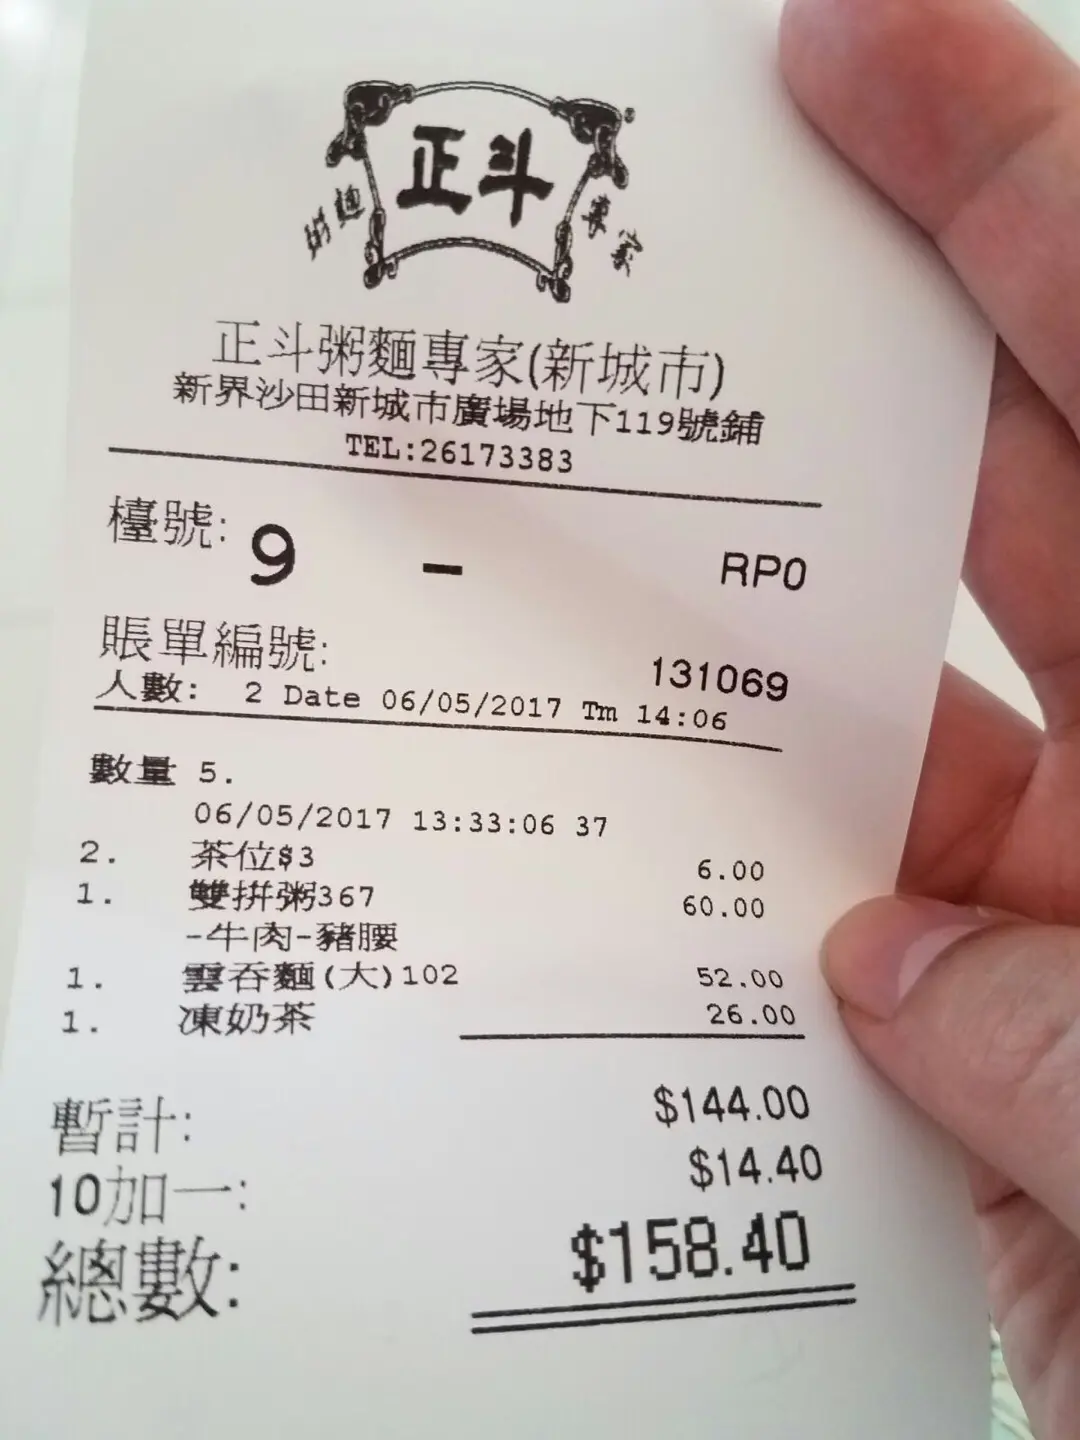 正斗
粥麵
專家
正斗粥麵專家(新城市)
新界沙田新城市廣場地下119號鋪
TEL:26173383
檯號: 9 - RP0
賬單編號: 131069
人數: 2 Date 06/05/2017 Tm 14:06
數量 5.
06/05/2017 13:33:06 37
2. 茶位$3 6.00
1. 雙拼粥367 60.00
-牛肉-豬腰
1. 雲吞麵(大)102 52.00
1. 凍奶茶 26.00
暫計: $144.00
10加一: $14.40
總數: $158.40